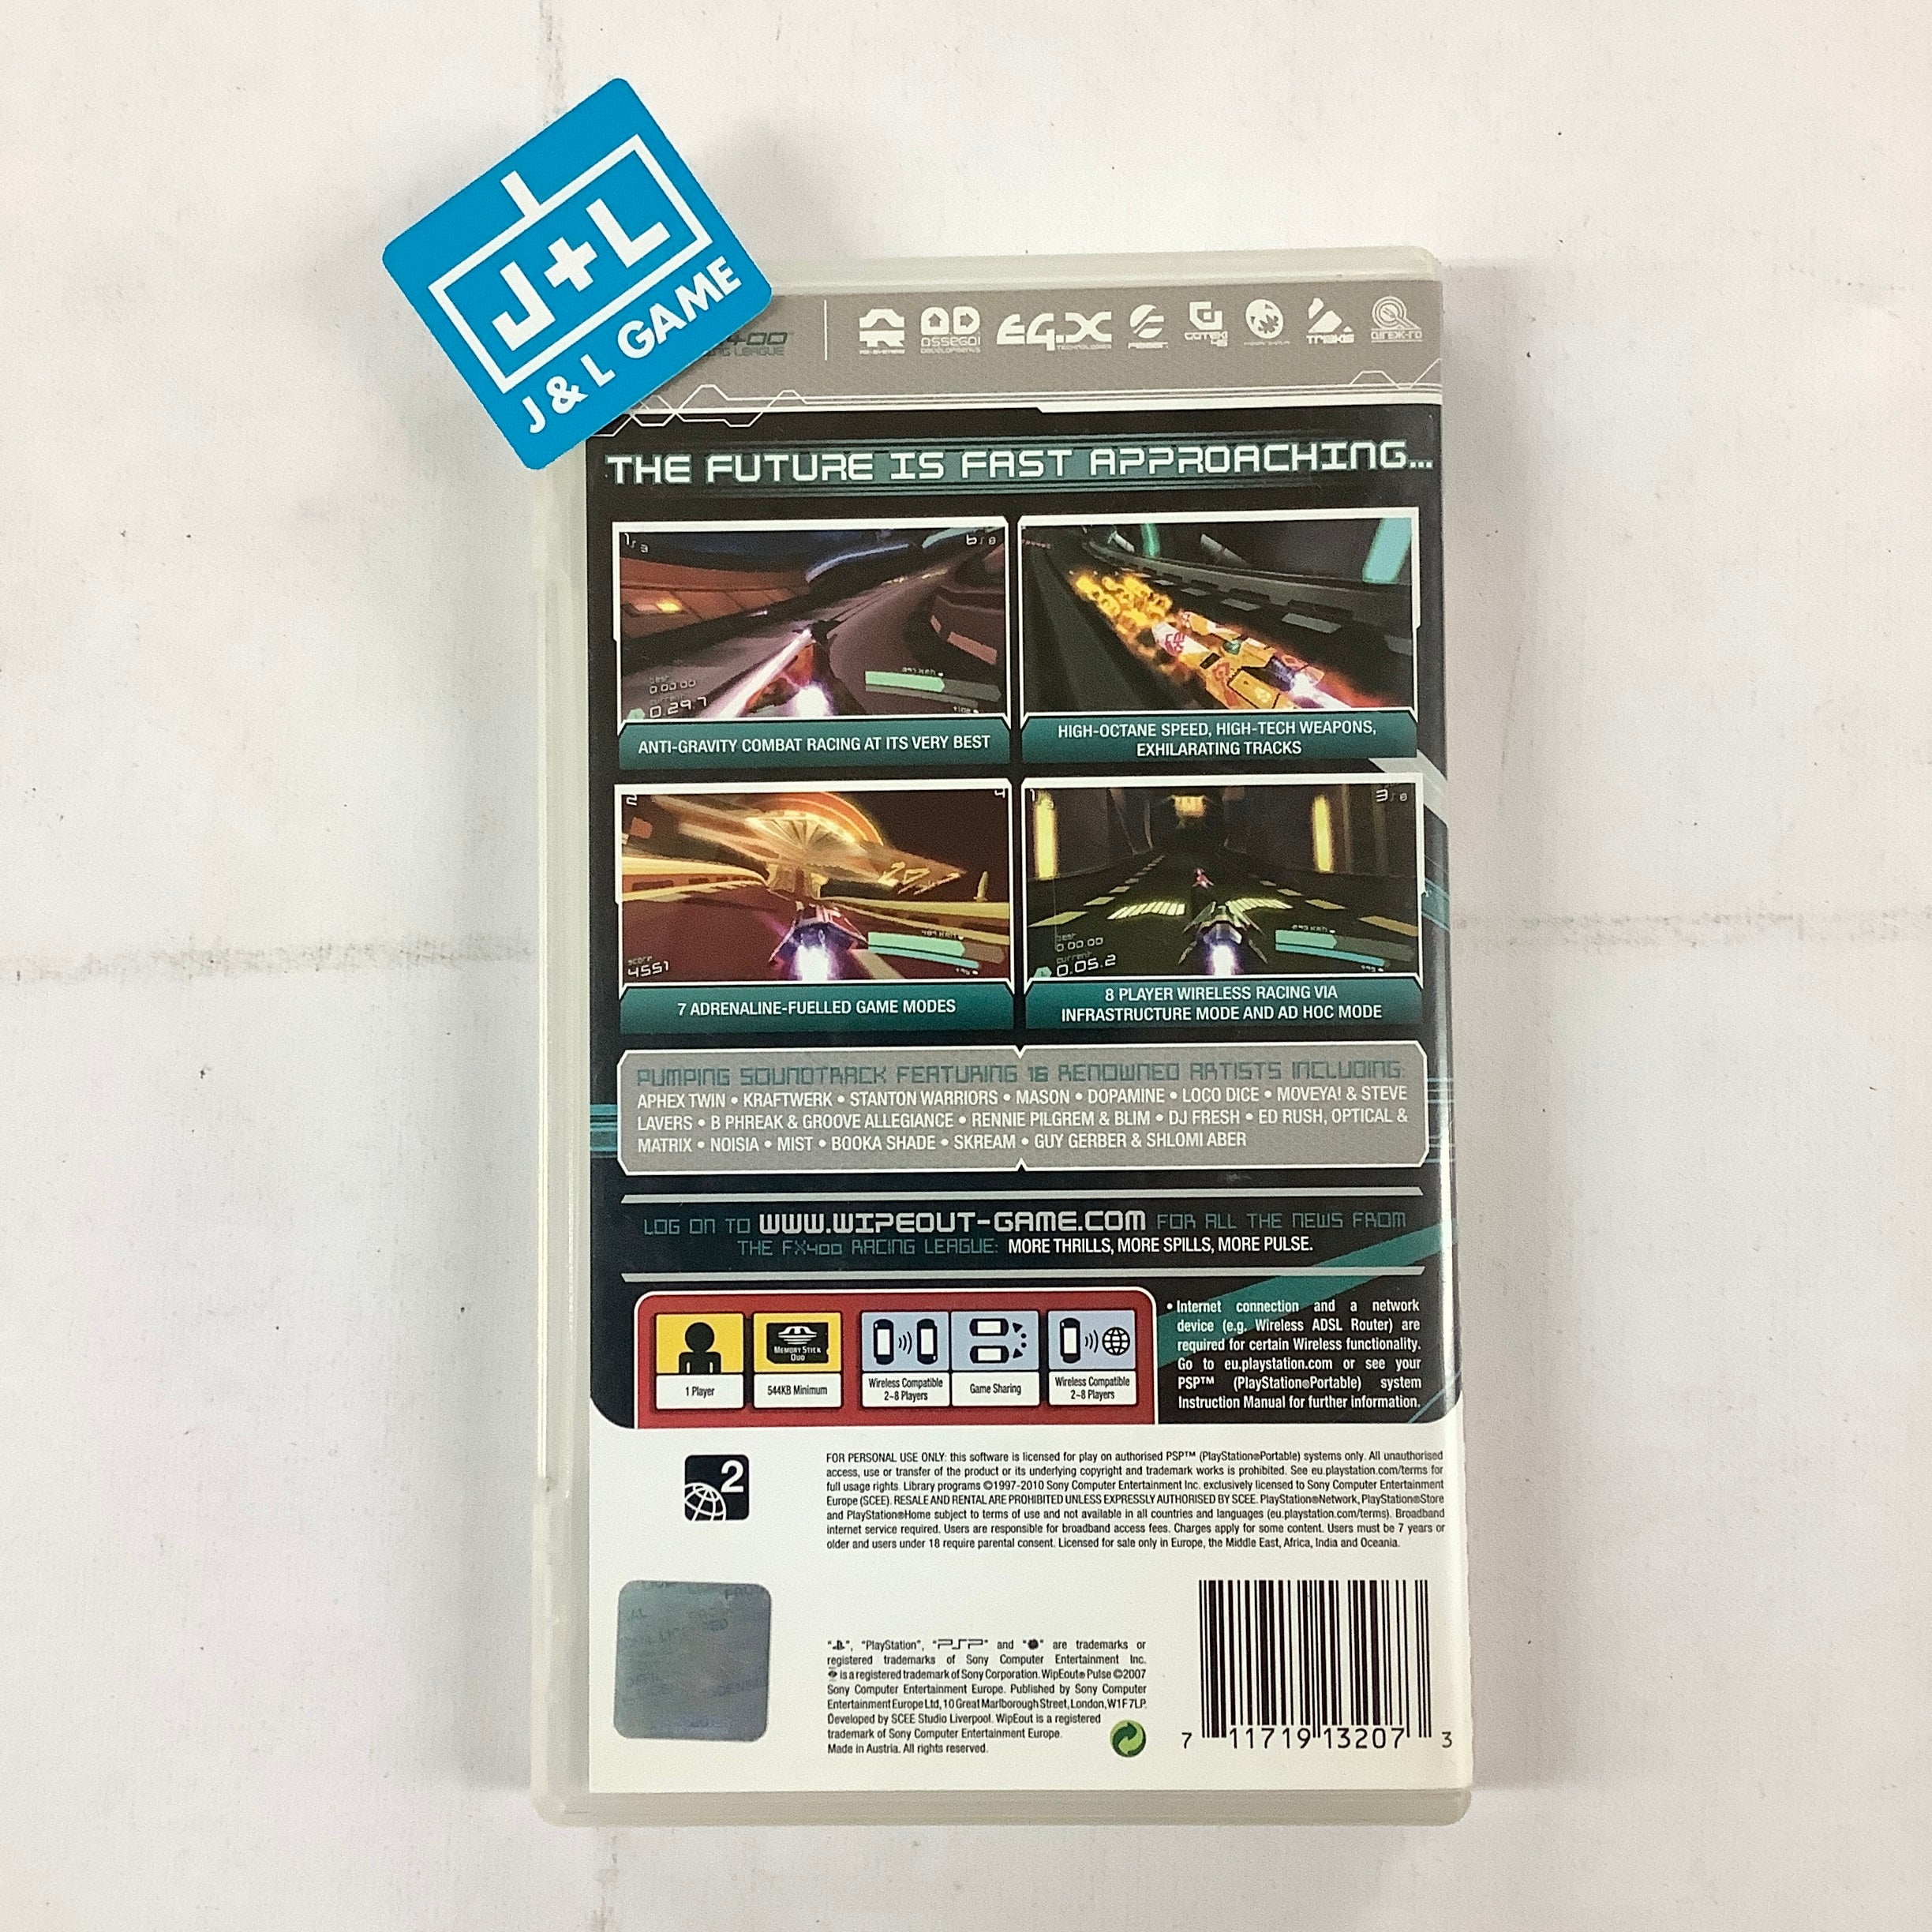 J+L
J & L GAME
THE FUTURE IS FAST APPROACHING...
ANTI-GRAVITY COMBAT RACING AT ITS VERY BEST
HIGH-OCTANE SPEED, HIGH-TECH WEAPONS,
EXHILARATING TRACKS
0.29.7
score
4551
7 ADRENALINE-FUELLED GAME MODES
0.00.00
current
0.05.2
8 PLAYER WIRELESS RACING VIA
INFRASTRUCTURE MODE AND AD HOC MODE
PUMPING SOUNDTRACK FEATURING 16 RENOWNED ARTISTS INCLUDING:
APHEX TWIN • KRAFTWERK • STANTON WARRIORS • MASON • DOPAMINE • LOCO DICE • MOVEYA! & STEVE
LAVERS • B PHREAK & GROOVE ALLEGIANCE • RENNIE PILGREM & BLIM • DJ FRESH • ED RUSH, OPTICAL &
MATRIX • NOISIA • MIST • BOOKA SHADE • SKREAM • GUY GERBER & SHLOMI ABER
LOG ON TO WWW.WIPEOUT-GAME.COM FOR ALL THE NEWS FROM
THE FX400 RACING LEAGUE: MORE THRILLS, MORE SPILLS, MORE PULSE.
MEMORY STICK
DUO
1 Player
544KB Minimum
Wireless Compatible
2-8 Players
Game Sharing
Wireless Compatible
2-8 Players
• Internet connection and a network
device (e.g. Wireless ADSL Router) are
required for certain Wireless functionality.
Go to eu.playstation.com or see your
PSP™ (PlayStation®Portable) system
Instruction Manual for further information.
2
FOR PERSONAL USE ONLY: this software is licensed for play on authorised PSP™ (PlayStation®Portable) systems only. All unauthorised
access, use or transfer of the product or its underlying copyright and trademark works is prohibited. See eu.playstation.com/terms for
full usage rights. Library programs ©1997-2010 Sony Computer Entertainment Inc. exclusively licensed to Sony Computer Entertainment
Europe (SCEE). RESALE AND RENTAL ARE PROHIBITED UNLESS EXPRESSLY AUTHORISED BY SCEE. PlayStation®Network, PlayStation®Store
and PlayStation®Home subject to terms of use and not available in all countries and languages (eu.playstation.com/terms). Broadband
internet service required. Users are responsible for broadband access fees. Charges apply for some content. Users must be 7 years or
older and users under 18 require parental consent. Licensed for sale only in Europe, the Middle East, Africa, India and Oceania.
"PlayStation", "PSP" and " " are trademarks or
registered trademarks of Sony Computer Entertainment Inc.
is a registered trademark of Sony Corporation. WipEout® Pulse ©2007
Sony Computer Entertainment Europe. Published by Sony Computer
Entertainment Europe Ltd, 10 Great Marlborough Street, London, W1F 7LP.
Developed by SCEE Studio Liverpool. WipEout is a registered
trademark of Sony Computer Entertainment Europe.
Made in Austria. All rights reserved.
7 11719 13207 3